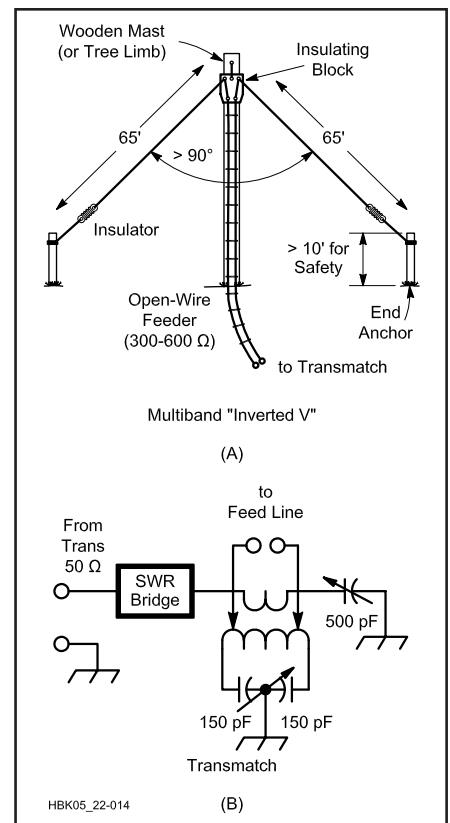 Wooden Mast
(or Tree Limb)
Insulating
Block
65'
65'
> 90°
Insulator
> 10' for
Safety
Open-Wire
Feeder
(300-600 Ω)
End
Anchor
to Transmatch
Multiband "Inverted V"
(A)
to
Feed Line
From
Trans
50 Ω
SWR
Bridge
500 pF
150 pF
150 pF
Transmatch
HBK05_22-014
(B)